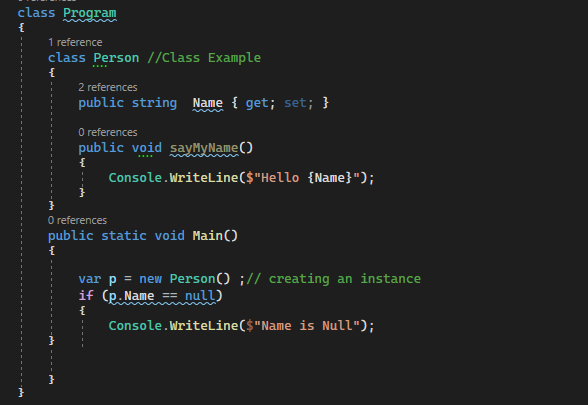 0 references
class Program
{
1 reference
class Person //Class Example
{
2 references
public string  Name { get; set; }
0 references
public void sayMyName()
{
Console.WriteLine($"Hello {Name}");
}
}
0 references
public static void Main()
{
var p = new Person() ;// creating an instance
if (p.Name == null)
{
Console.WriteLine($"Name is Null");
}
}
}